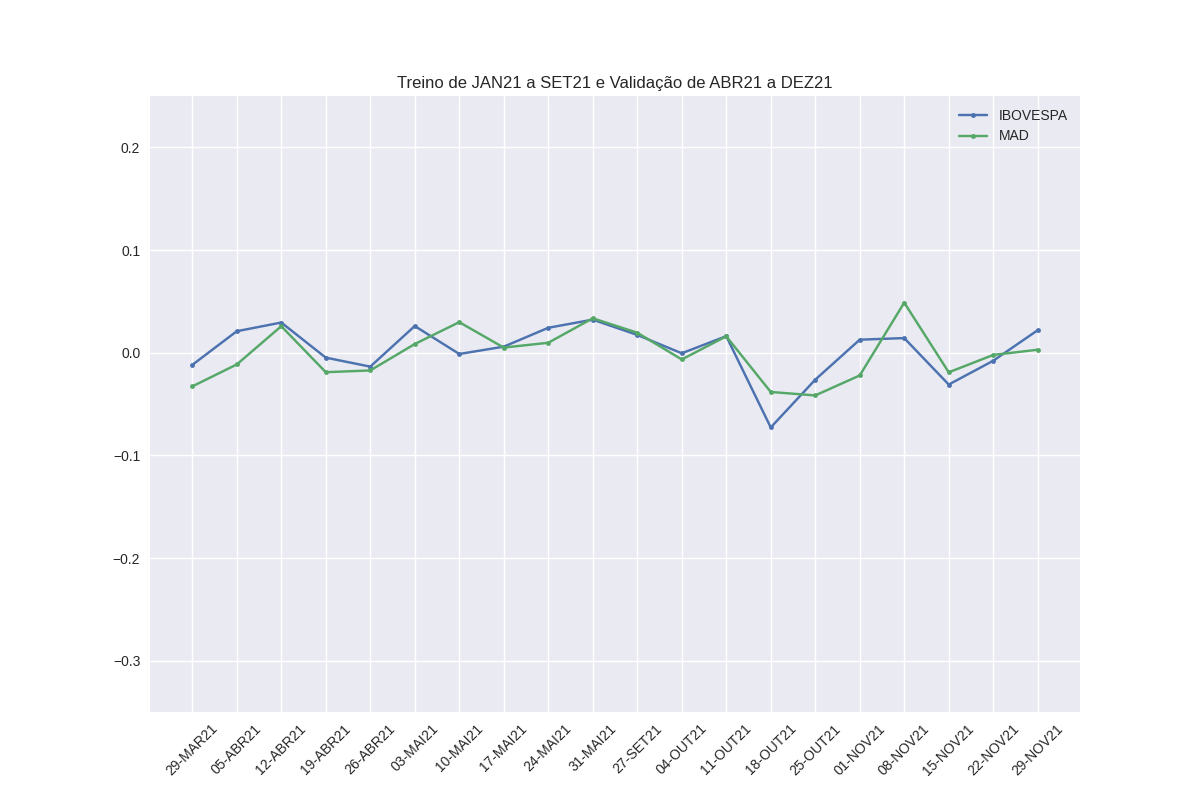 Treino de JAN21 a SET21 e Validação de ABR21 a DEZ21
IBOVESPA
MAD
0.2
0.1
0.0
−0.1
−0.2
−0.3
29-MAR21
05-ABR21
12-ABR21
19-ABR21
26-ABR21
03-MAI21
10-MAI21
17-MAI21
24-MAI21
31-MAI21
27-SET21
04-OUT21
11-OUT21
18-OUT21
25-OUT21
01-NOV21
08-NOV21
15-NOV21
22-NOV21
29-NOV21